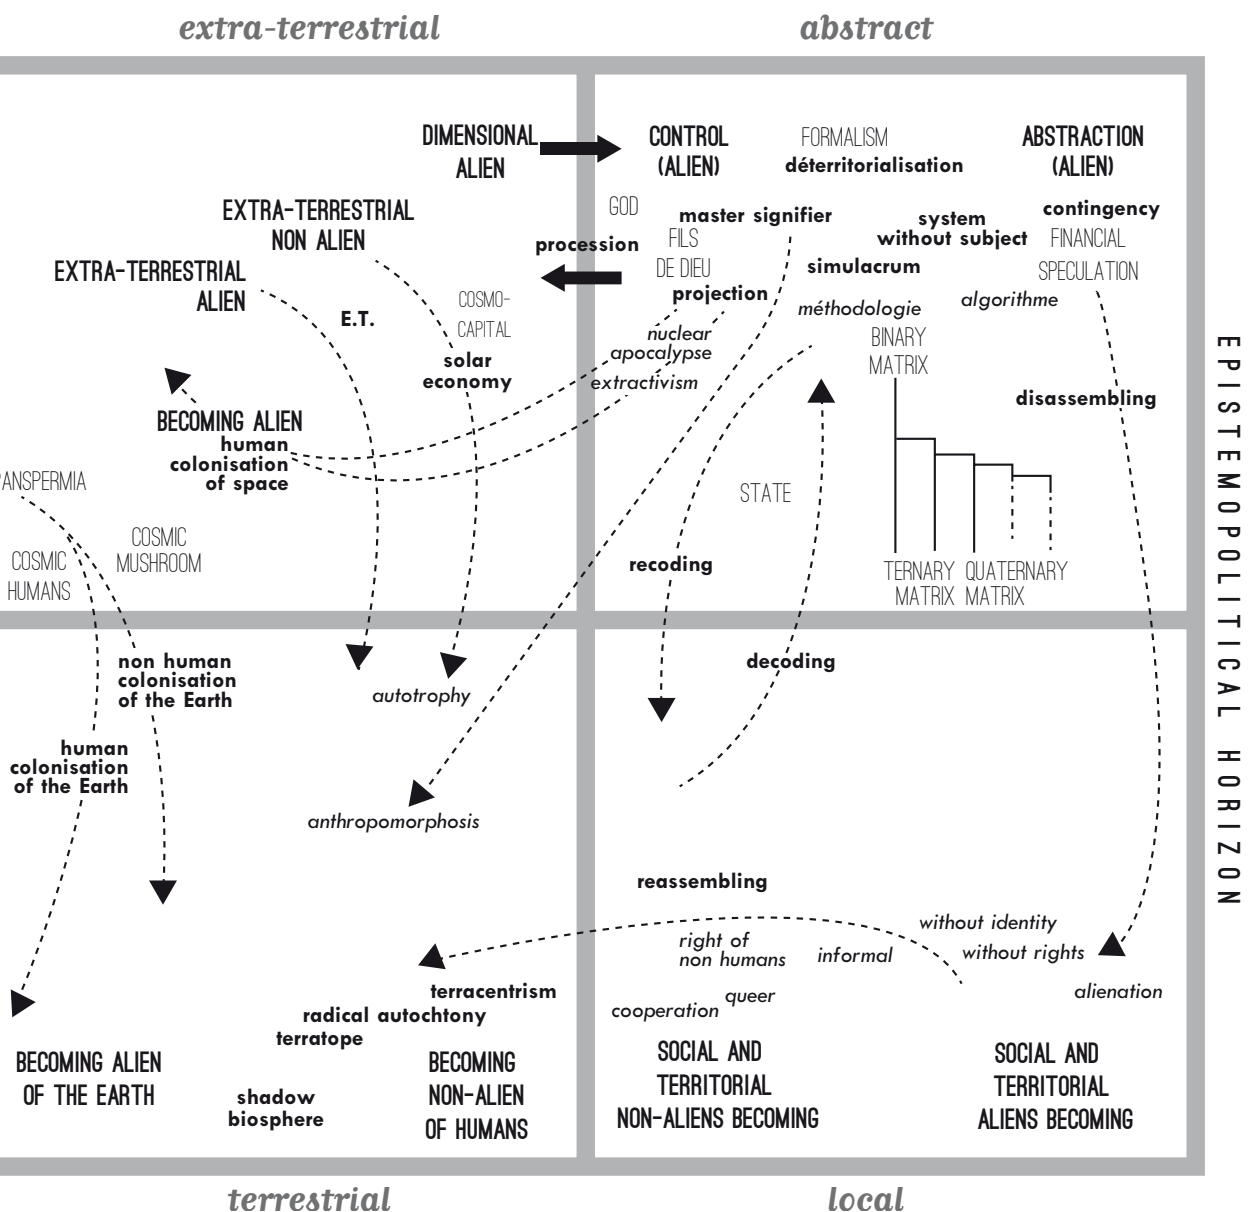 extra-terrestrial
abstract
DIMENSIONAL
ALIEN
EXTRA-TERRESTRIAL
NON ALIEN
EXTRA-TERRESTRIAL
ALIEN
E.T.
COSMO-
CAPITAL
solar
economy
BECOMING ALIEN
human
colonisation
of space
ANSPERMIA
COSMIC
HUMANS
COSMIC
MUSHROOM
CONTROL
(ALIEN)
FORMALISM
déterritorialisation
ABSTRACTION
(ALIEN)
GOD
master signifier
procession
FILS
DE DIEU
projection
system
without subject
contingency
FINANCIAL
SPECULATION
simulacrum
méthodologie
algorithme
nuclear
apocalypse
extractivism
BINARY
MATRIX
disassembling
STATE
recoding
TERNARY
MATRIX
QUATERNARY
MATRIX
EPISTEMOPOLITICAL HORIZON
non human
colonisation
of the Earth
human
colonisation
of the Earth
autotrophy
anthropomorphosis
terracentrism
radical autochtony
terratope
BECOMING ALIEN
OF THE EARTH
shadow
biosphere
BECOMING
NON-ALIEN
OF HUMANS
decoding
reassembling
without identity
right of
non humans
informal
without rights
queer
cooperation
alienation
SOCIAL AND
TERRITORIAL
NON-ALIENS BECOMING
SOCIAL AND
TERRITORIAL
ALIENS BECOMING
terrestrial
local